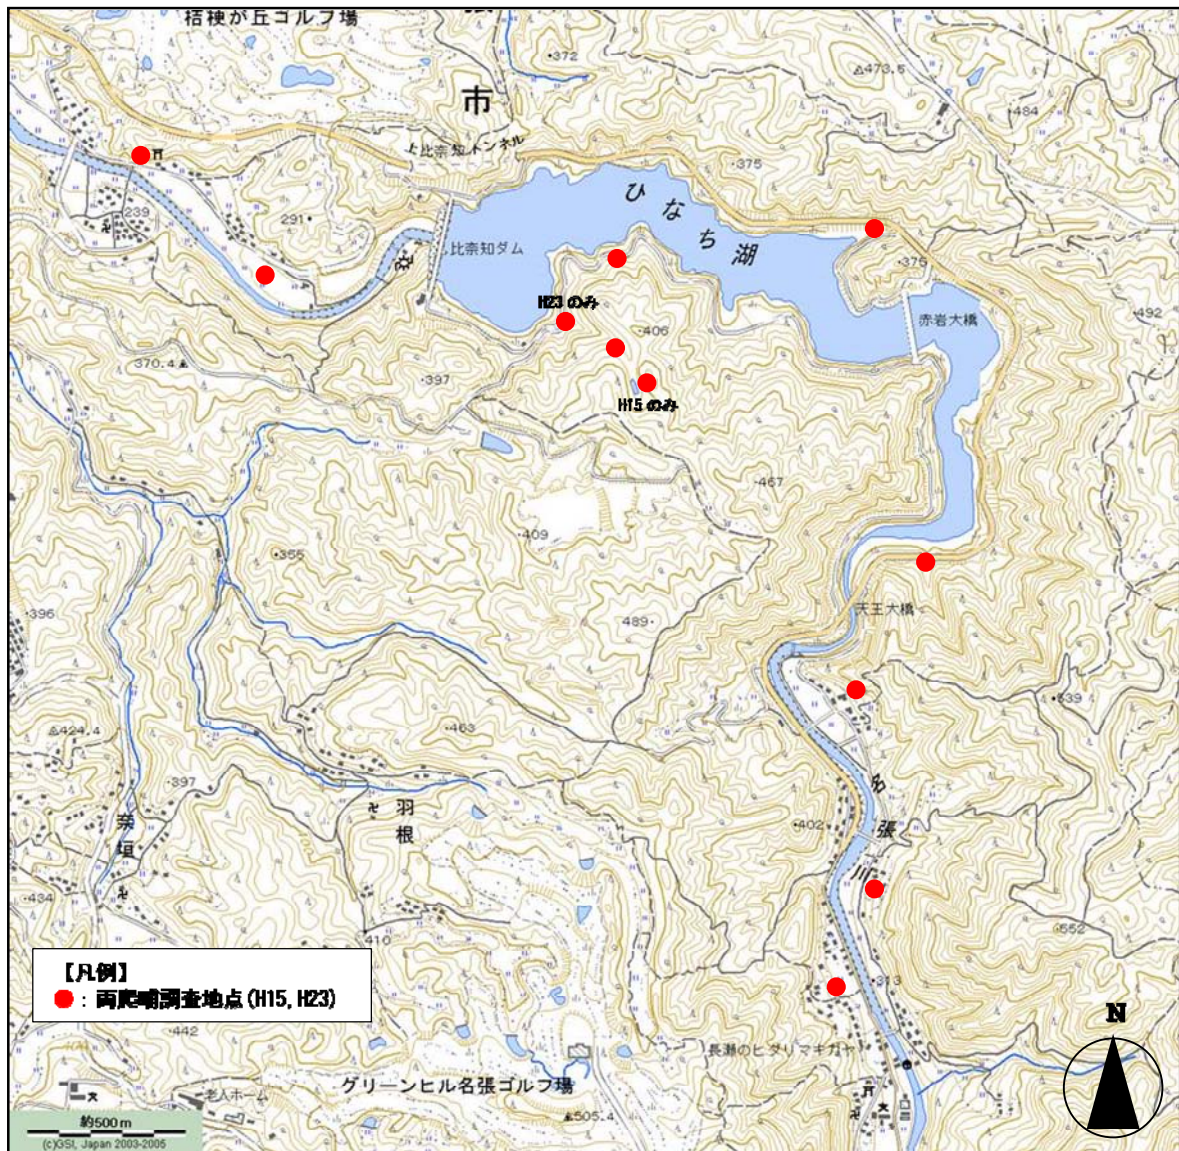 桔梗が丘ゴルフ場
市
・372
△473.5
・484
上比奈知トンネル
・375
ひなち湖
239
291・
比奈知ダム
・375
H23 のみ
・406
赤岩大橋
・492
370.4
・397
H15 のみ
・467
・409
・355
・396
489・
天王大橋
・539
△424.4
・463
・397
奈垣
羽根
・402
名張川
・434
410
・552
【凡例】
：両爬哺調査地点 (H15, H23)
・313
・442
長瀬のヒダリマキガヤ
N
老人ホーム
グリーンヒル名張ゴルフ場
505.4
約500m
(c)GSI, Japan 2003-2005